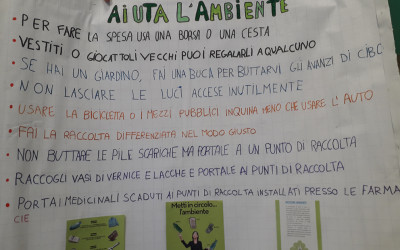 AIUTA L'AMBIENTE
• PER FARE LA SPESA USA UNA BORSA O UNA CESTA
• VESTITI O GIOCATTOLI VECCHI PUOI REGALARLI A QUALCUNO
• SE HAI UN GIARDINO, FAI UNA BUCA PER BUTTARVI GLI AVANZI DI CIBO
• NON LASCIARE LE LUCI ACCESE INUTILMENTE
• USARE LA BICICLETTA O I MEZZI PUBBLICI INQUINA MENO CHE USARE L'AUTO
• FAI LA RACCOLTA DIFFERENZIATA NEL MODO GIUSTO
• NON BUTTARE LE PILE SCARICHE MA PORTALE A UN PUNTO DI RACCOLTA
• RACCOGLI VASI DI VERNICE E LACCHE E PORTALE AI PUNTI DI RACCOLTA
• PORTA I MEDICINALI SCADUTI AI PUNTI DI RACCOLTA INSTALLATI PRESSO LE FARMA
CIE
Metti in circolo...
l'ambiente